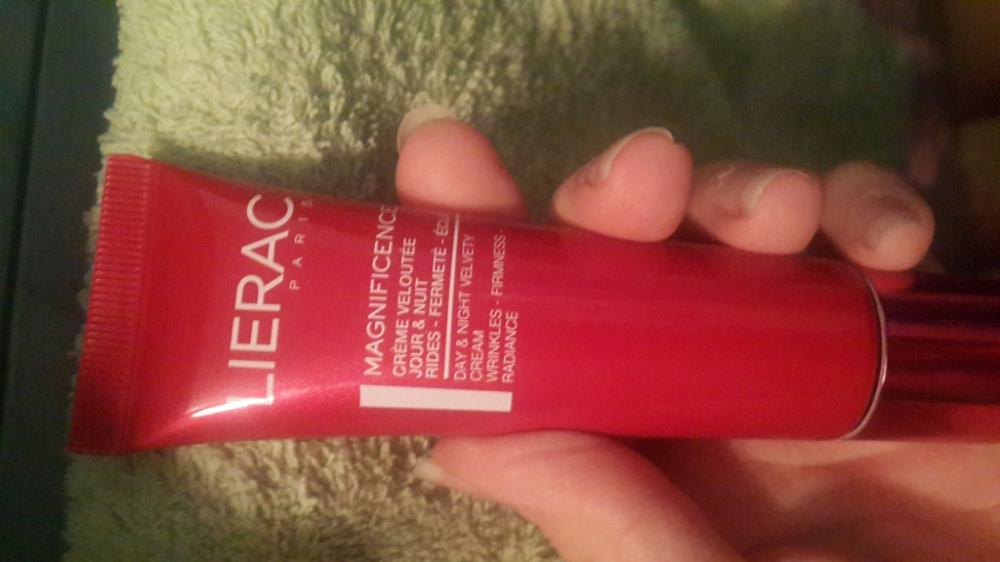 LIERAC
PARIS
MAGNIFICENCE
CRÈME VELOUTÉE
JOUR & NUIT
RIDES - FERMETÉ -
DAY & NIGHT VELVETY
CREAM
WRINKLES - FIRMNESS -
RADIANCE